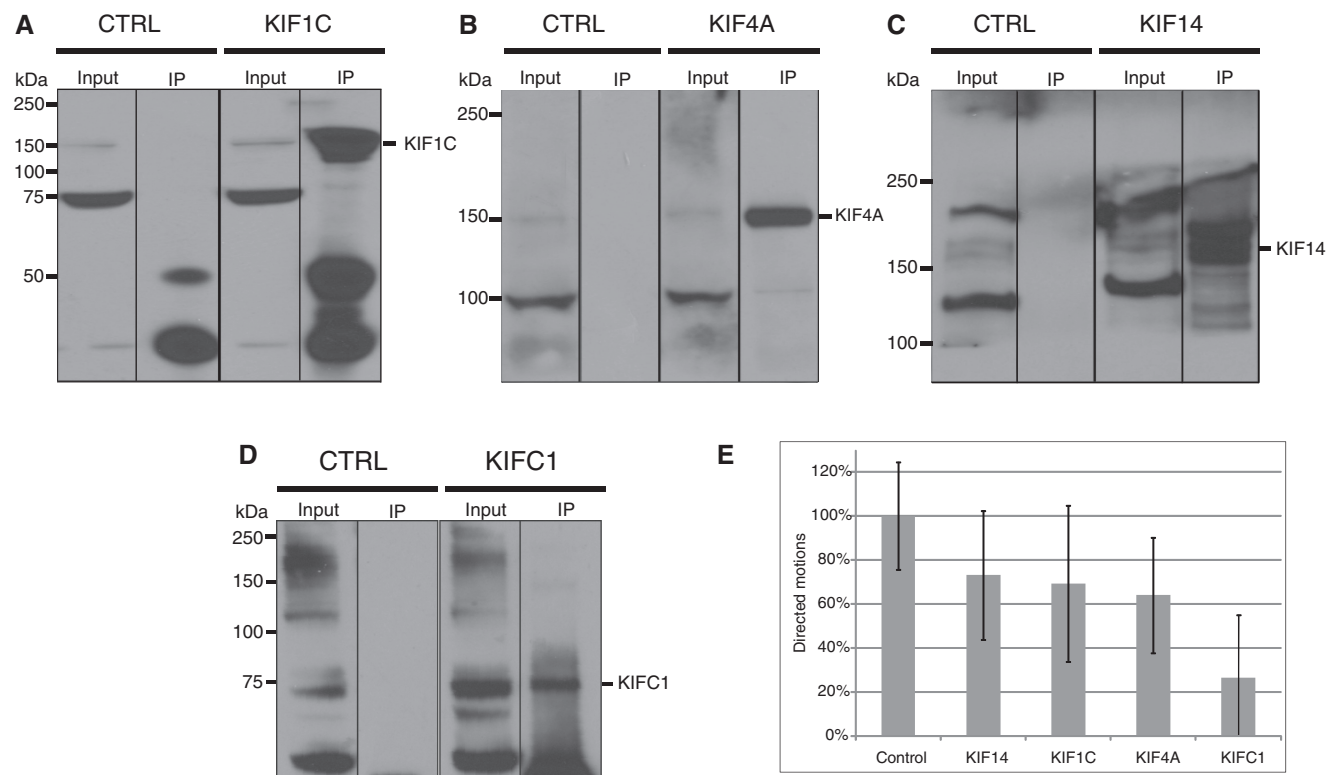 A
CTRL
KIF1C
kDa
Input
IP
Input
IP
250
150
100
75
50
KIF1C
B
CTRL
KIF4A
kDa
Input
IP
Input
IP
250
150
100
KIF4A
C
CTRL
KIF14
kDa
Input
IP
Input
IP
250
150
100
KIF14
D
CTRL
KIFC1
kDa
Input
IP
Input
IP
250
150
100
75
KIFC1
E
Directed motions
120%
100%
80%
60%
40%
20%
0%
Control
KIF14
KIF1C
KIF4A
KIFC1